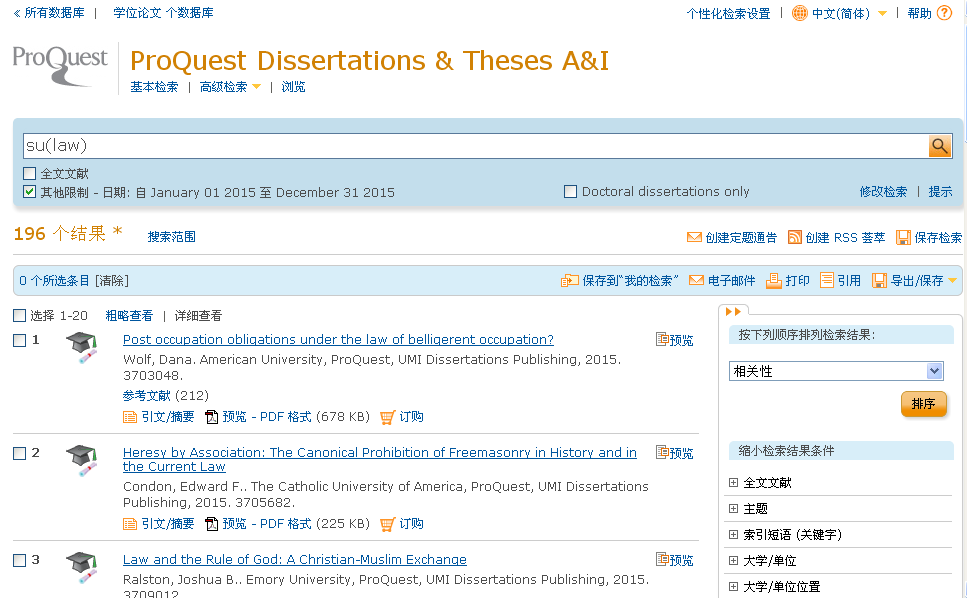 « 所有数据库 | 学位论文 个数据库 个性化检索设置 | 中文(简体) | 帮助 ?
ProQuest
ProQuest Dissertations & Theses A&I
基本检索 | 高级检索 | 浏览
su(law)
全文文献
其他限制 - 日期: 自 January 01 2015 至 December 31 2015 Doctoral dissertations only 修改检索 | 提示
196 个结果 * 搜索范围 创建定题通告 创建 RSS 荟萃 保存检索
0 个所选条目 [清除] 保存到“我的检索” 电子邮件 打印 引用 导出/保存
选择 1-20 粗略查看 | 详细查看
1 Post occupation obligations under the law of belligerent occupation? 预览
Wolf, Dana. American University, ProQuest, UMI Dissertations Publishing, 2015.
3703048.
参考文献 (212)
引文/摘要 预览 - PDF 格式 (678 KB) 订购
2 Heresy by Association: The Canonical Prohibition of Freemasonry in History and in 预览
the Current Law
Condon, Edward F.. The Catholic University of America, ProQuest, UMI Dissertations
Publishing, 2015. 3705682.
引文/摘要 预览 - PDF 格式 (225 KB) 订购
3 Law and the Rule of God: A Christian-Muslim Exchange 预览
Ralston, Joshua B.. Emory University, ProQuest, UMI Dissertations Publishing, 2015.
3709012.
按下列顺序排列检索结果:
相关性
排序
缩小检索结果条件
全文文献
主题
索引短语 (关键字)
大学/单位
大学/单位位置